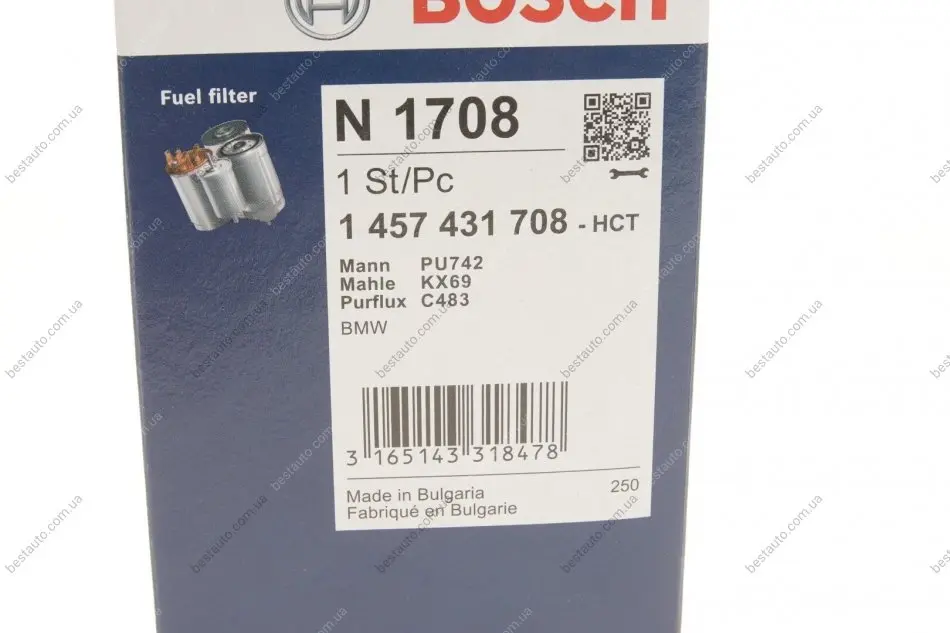 BOSCH
Fuel filter
N 1708
1 St/Pc
1 457 431 708 - HCT
Mann PU742
Mahle KX69
Purflux C483
BMW
3 165143 318478
250
Made in Bulgaria
Fabriqué en Bulgarie
bestauto.com.ua